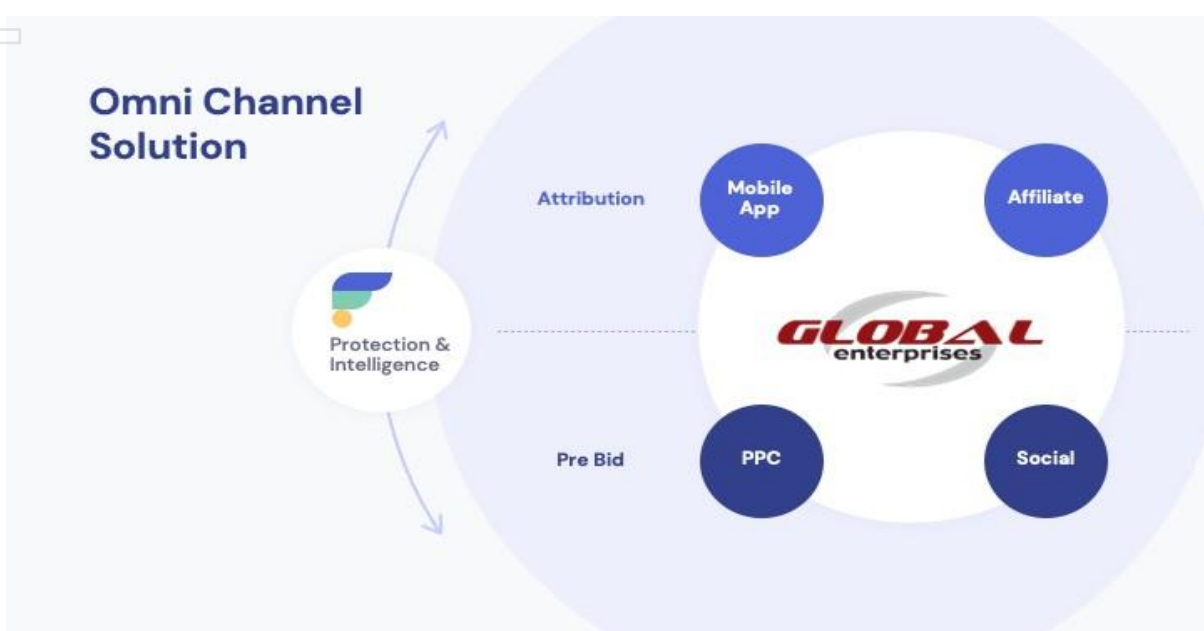 Omni Channel
Solution
Attribution
Mobile
App
Affiliate
Protection &
Intelligence
GLOBAL
enterprises
Pre Bid
PPC
Social